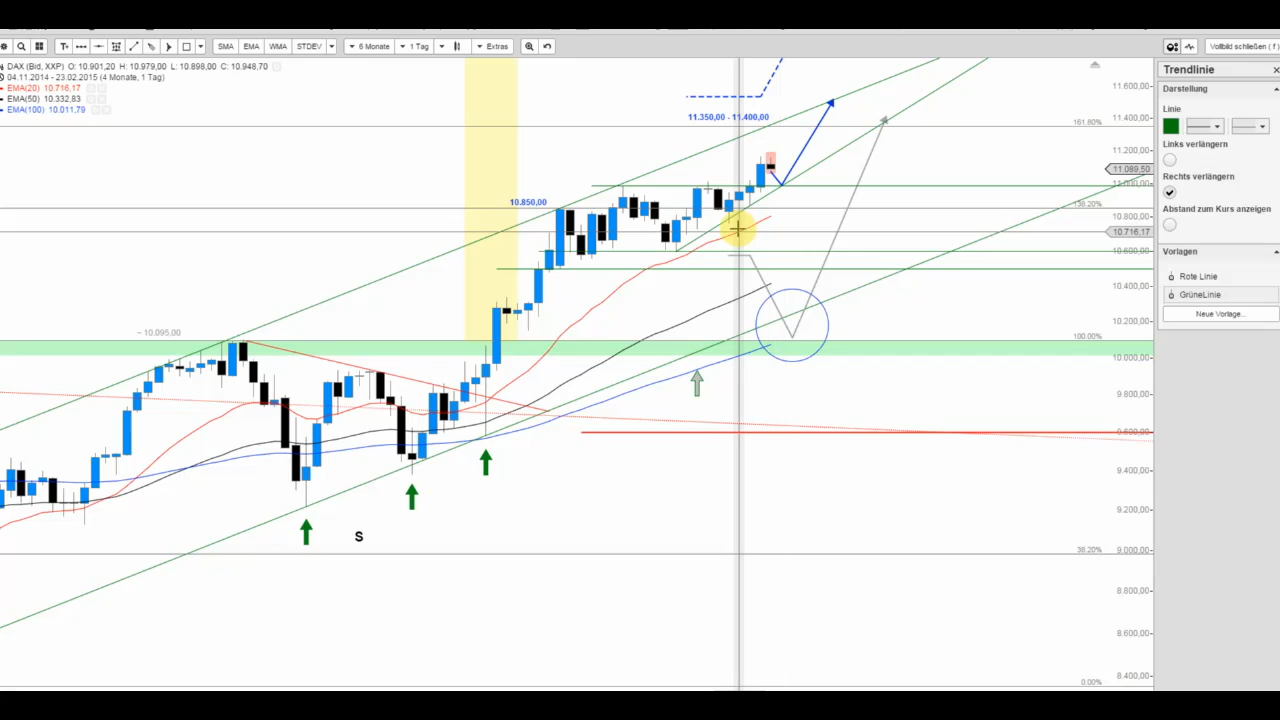 SMA EMA WMA STDEV 6 Monate 1 Tag Extras Vollbild schließen ( f )
DAX (Bid, XXP) O: 10.901,20 H: 10.979,00 L: 10.898,00 C: 10.948,70
04.11.2014 - 23.02.2015 (4 Monate, 1 Tag)
EMA(20) 10.716,17
EMA(50) 10.332,83
EMA(100) 10.011,79
11.600,00
11.350,00 - 11.400,00
161,80%
11.400,00
11.200,00
11.089,50
11.000,00
10.850,00
138,20%
10.800,00
10.716,17
10.600,00
10.400,00
10.200,00
~ 10.095,00
100,00%
10.000,00
9.800,00
9.600,00
9.400,00
9.200,00
S
38,20%
9.000,00
8.800,00
8.600,00
8.400,00
0,00%
Trendlinie
Darstellung
Linie
Links verlängern
Rechts verlängern
Abstand zum Kurs anzeigen
Vorlagen
Rote Linie
GrüneLinie
Neue Vorlage...